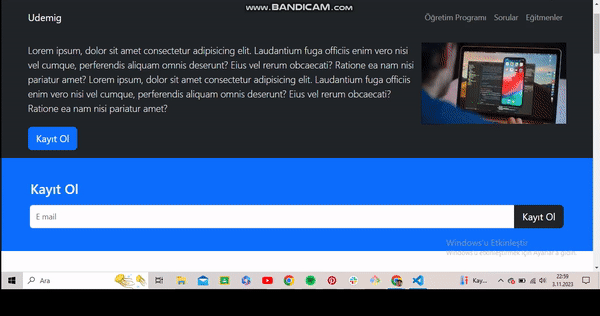 www.BANDICAM.com
Udemig
Öğretim Programı Sorular Eğitmenler
Lorem ipsum, dolor sit amet consectetur adipisicing elit. Laudantium fuga officiis enim vero nisi
vel cumque, perferendis aliquam omnis deserunt? Eius vel rerum obcaecati? Ratione ea nam nisi
pariatur amet? Lorem ipsum, dolor sit amet consectetur adipisicing elit. Laudantium fuga officiis
enim vero nisi vel cumque, perferendis aliquam omnis deserunt? Eius vel rerum obcaecati?
Ratione ea nam nisi pariatur amet?
Kayıt Ol
Kayıt Ol
E mail
Kayıt Ol
Windows'u Etkinleştir
Windows'u etkinleştirmek için Ayarlar'a gidin.
Ara
Kay...
22:59
3.11.2023